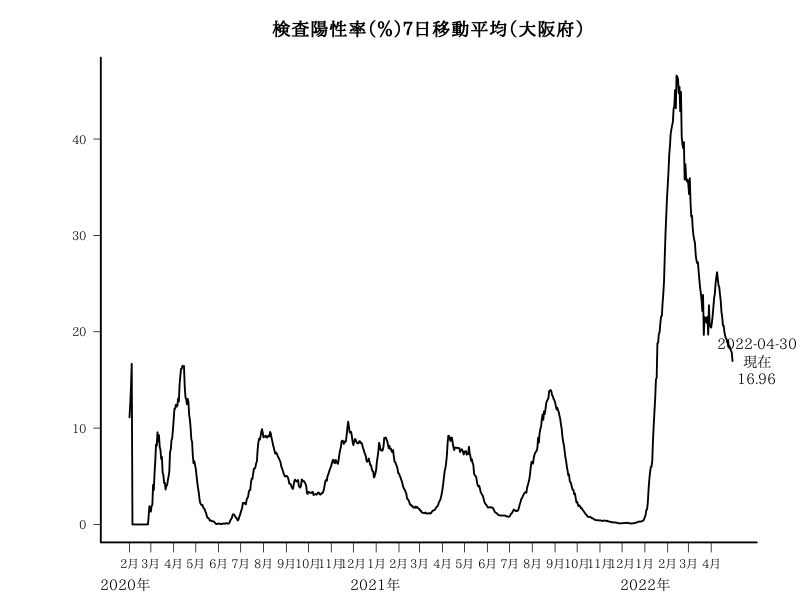 検査陽性率(%)7日移動平均(大阪府)
40
30
20
10
0
2022-04-30
現在
16.96
2月 3月 4月 5月 6月 7月 8月 9月 10月 11月 12月 1月 2月 3月 4月 5月 6月 7月 8月 9月 10月 11月 12月 1月 2月 3月 4月
2020年 2021年 2022年